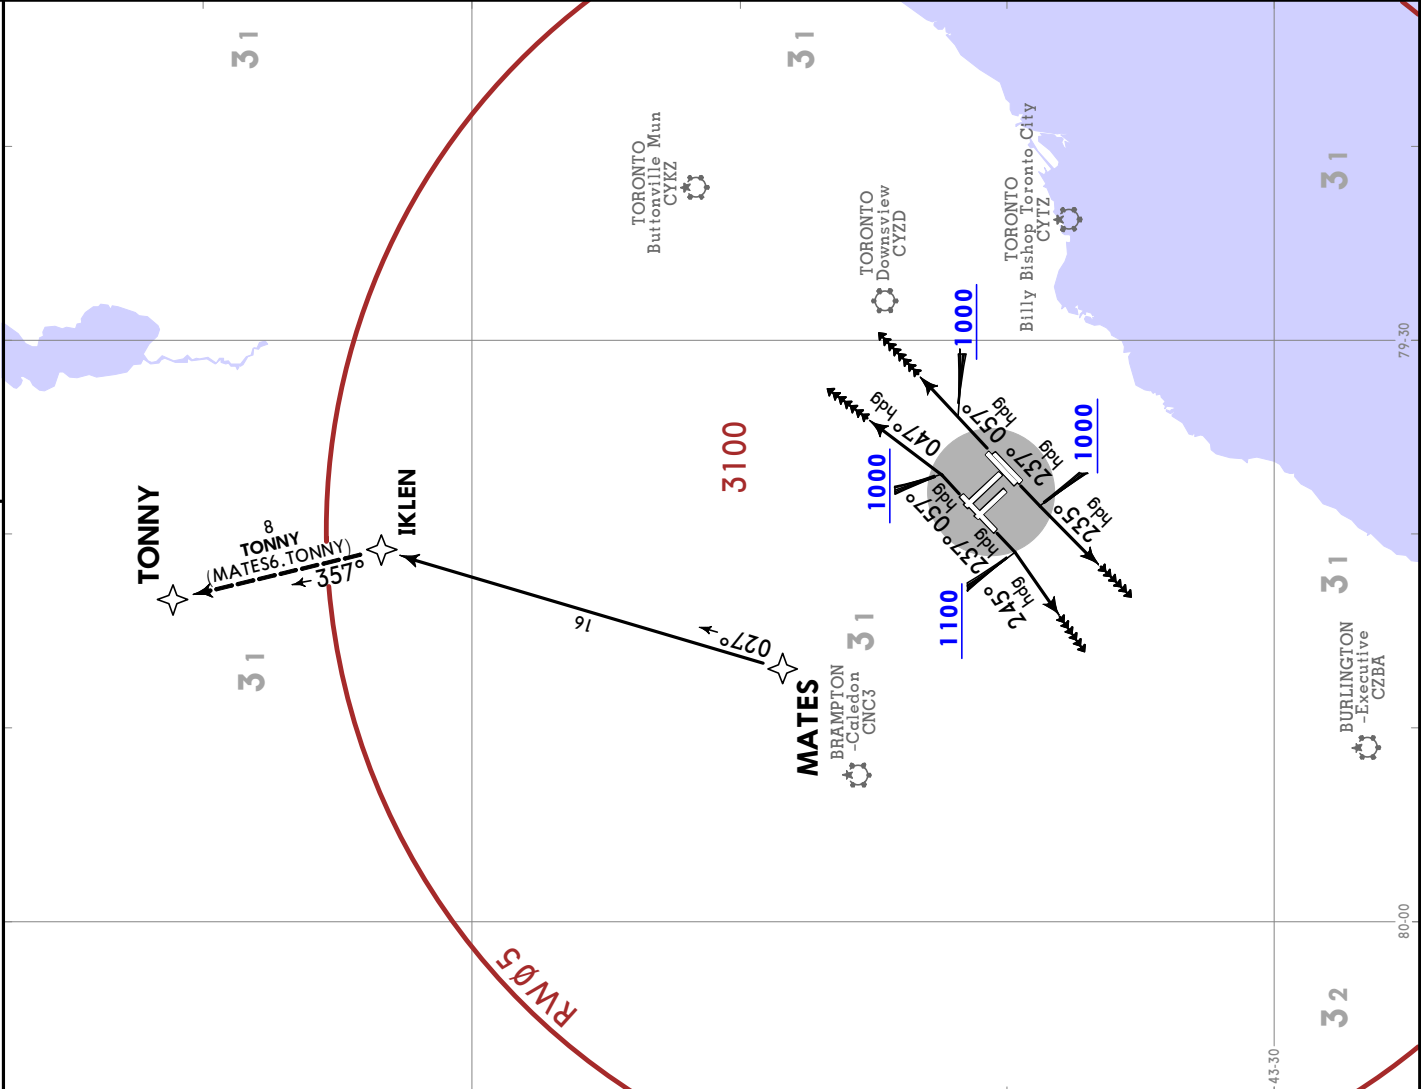 31
31
TORONTO
Buttonville Mun
CYKZ
TORONTO
Downsview
CYZD
TORONTO
Billy Bishop Toronto City
CYTZ
31
79-30
1000
047° hdg
057° hdg
1000
1000
057° hdg
237° hdg
237° hdg
235° hdg
1100
245° hdg
3100
TONNY
8
TONNY
(MATES6.TONNY)
357°
IKLEN
16
027°
MATES
31
31
31
BRAMPTON
-Caledon
CNC3
BURLINGTON
-Executive
CZBA
80-00
RWØ5
32
43-30